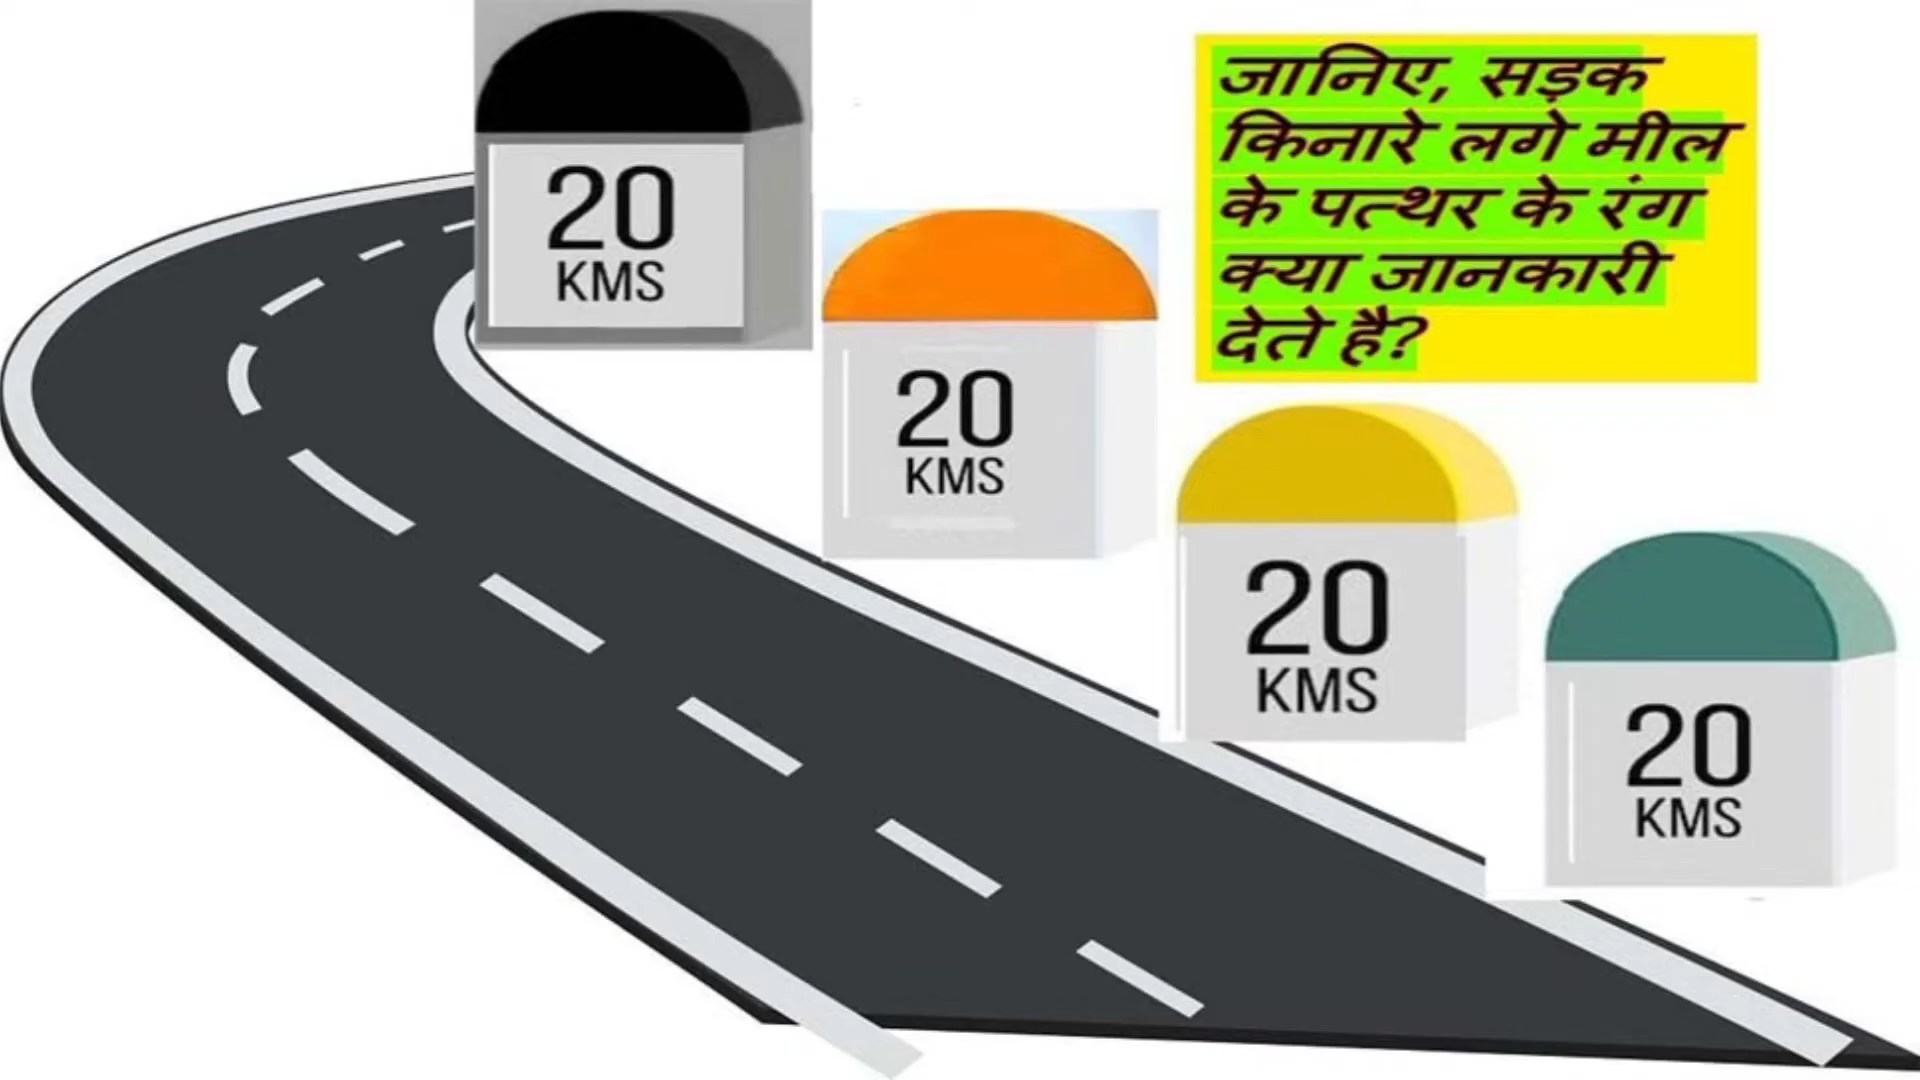 20
KMS
जानिए, सड़क
किनारे लगे मील
के पत्थर के रंग
क्या जानकारी
देते है?
20
KMS
20
KMS
20
KMS